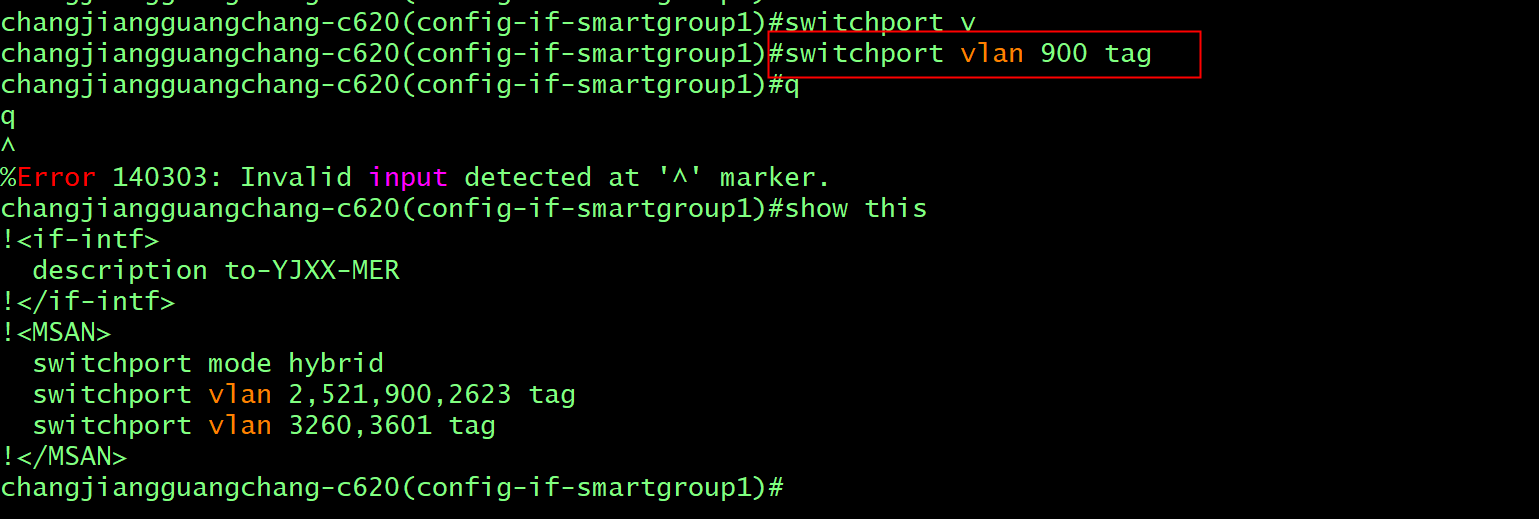 changjiangguangchang-c620(config-if-smartgroup1)#switchport v
changjiangguangchang-c620(config-if-smartgroup1)#switchport vlan 900 tag
changjiangguangchang-c620(config-if-smartgroup1)#q
q
^
%Error 140303: Invalid input detected at '^' marker.
changjiangguangchang-c620(config-if-smartgroup1)#show this
!<if-intf>
  description to-YJXX-MER
!</if-intf>
!<MSAN>
  switchport mode hybrid
  switchport vlan 2,521,900,2623 tag
  switchport vlan 3260,3601 tag
!</MSAN>
changjiangguangchang-c620(config-if-smartgroup1)#